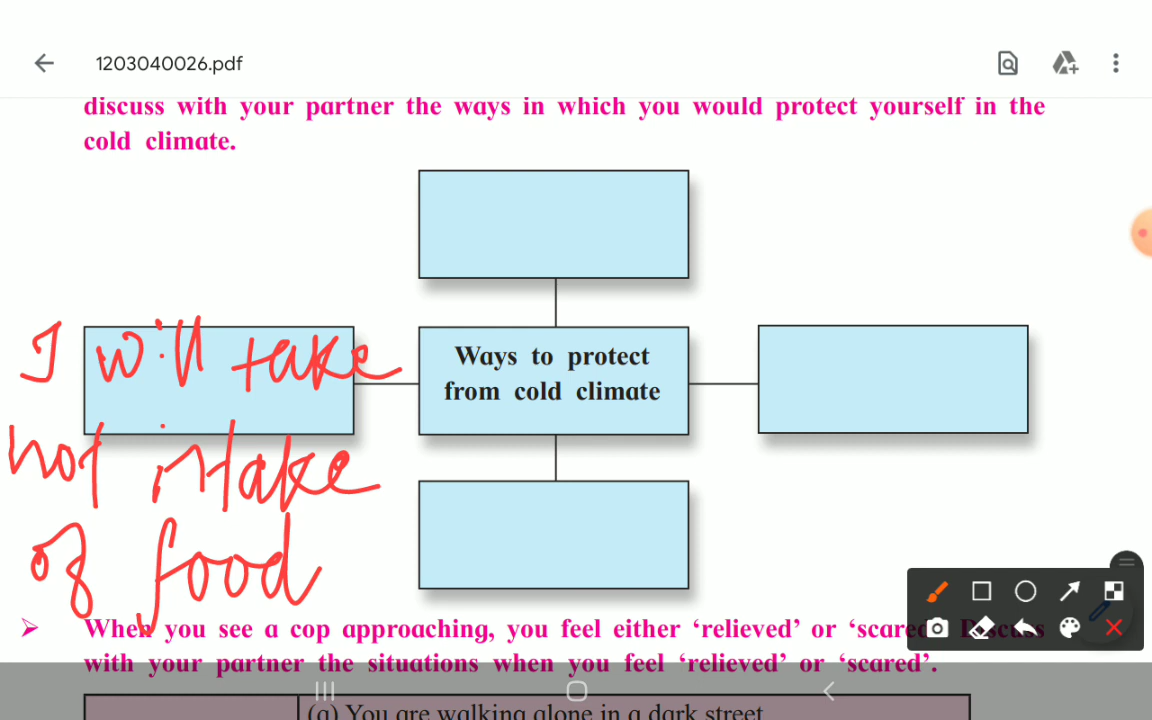 1203040026.pdf
discuss with your partner the ways in which you would protect yourself in the
cold climate.
Ways to protect
from cold climate
I will take
hot intake
of food
➤ When you see a cop approaching, you feel either ‘relieved’ or ‘scared’. Discuss
with your partner the situations when you feel ‘relieved’ or ‘scared’.
(a) You are walking alone in a dark street